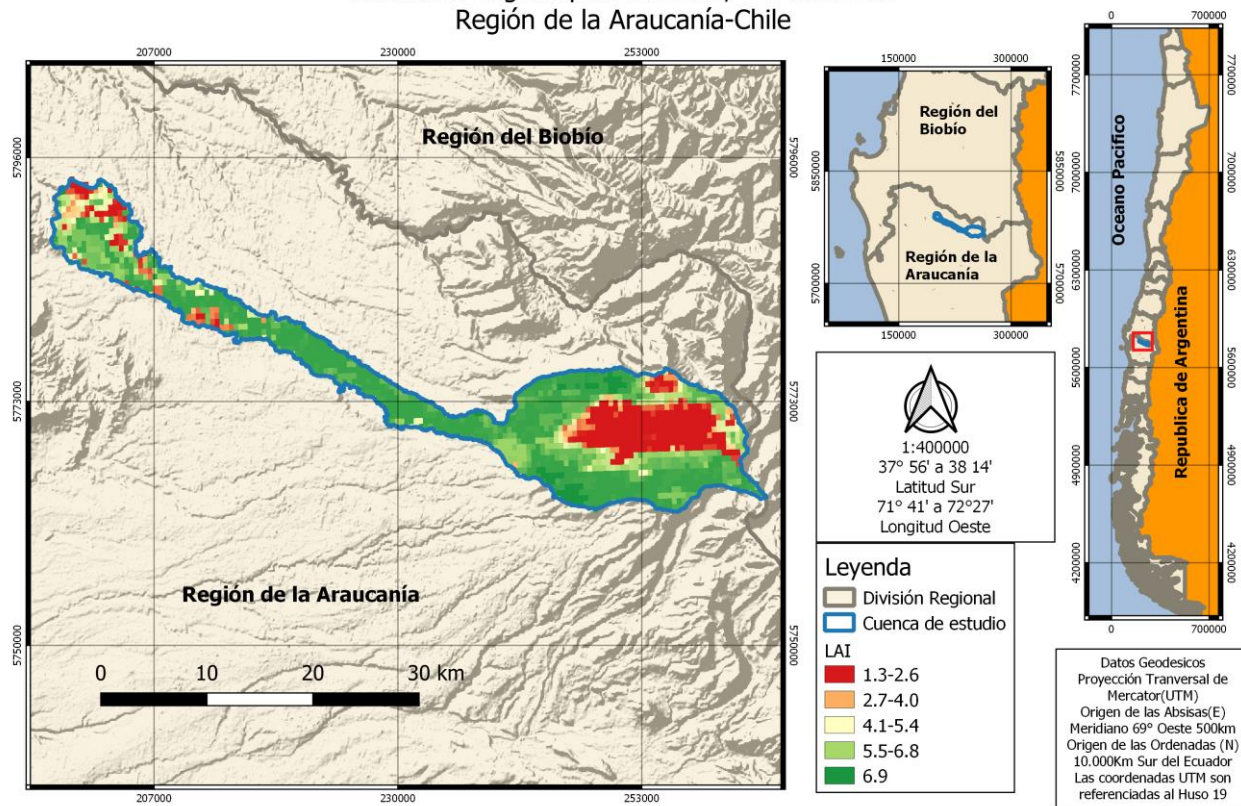 Región de la Araucanía-Chile
207000
230000
253000
5796000
5773000
5750000
5796000
5773000
5750000
207000
230000
253000
Región del Biobío
Región de la Araucanía
0 10 20 30 km
150000
300000
5850000
5700000
5850000
5700000
150000
300000
Región del
Biobío
Región de la
Araucanía
0
700000
7700000
7000000
6300000
5600000
4900000
4200000
7700000
7000000
6300000
5600000
4900000
4200000
0
700000
Oceano Pacífico
Republica de Argentina
1:400000
37° 56' a 38 14'
Latitud Sur
71° 41' a 72°27'
Longitud Oeste
Leyenda
División Regional
Cuenca de estudio
LAI
1.3-2.6
2.7-4.0
4.1-5.4
5.5-6.8
6.9
Datos Geodesicos
Proyección Tranversal de
Mercator(UTM)
Origen de las Absisas(E)
Meridiano 69° Oeste 500km
Origen de las Ordenadas (N)
10.000Km Sur del Ecuador
Las coordenadas UTM son
referenciadas al Huso 19